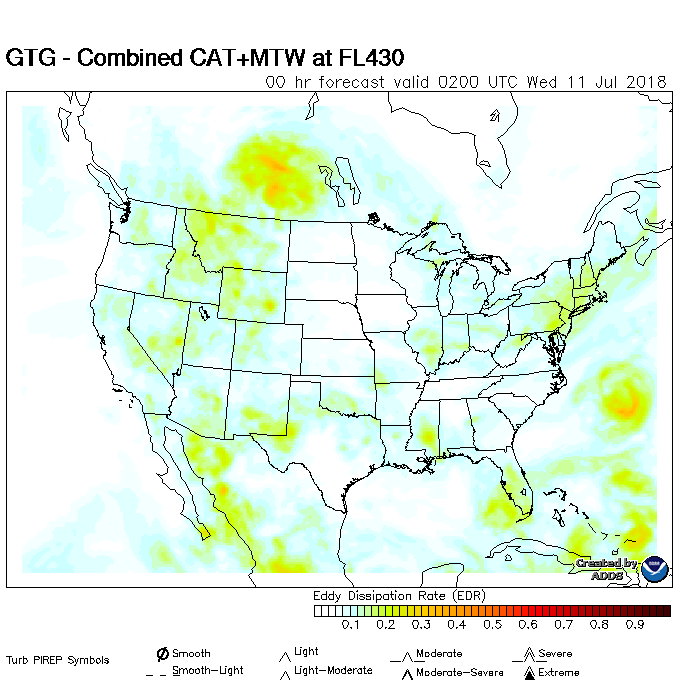 GTG - Combined CAT+MTW at FL430
00 hr forecast valid 0200 UTC Wed 11 Jul 2018
Created by
ADDS
Eddy Dissipation Rate (EDR)
0.1 0.2 0.3 0.4 0.5 0.6 0.7 0.8 0.9
Turb PIREP Symbols
Smooth Light Moderate Severe
Smooth-Light Light-Moderate Moderate-Severe Extreme